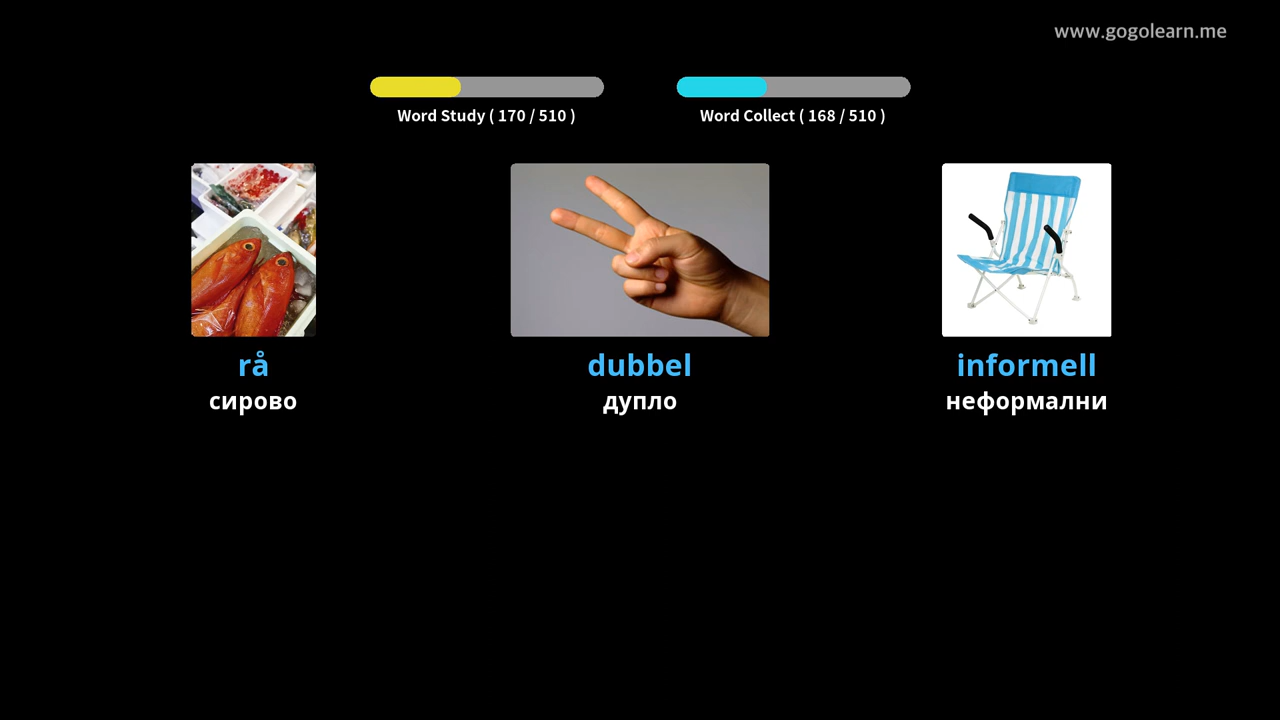 www.gogolearn.me
Word Study ( 170 / 510 )
Word Collect ( 168 / 510 )
rå
dubbel
informell
сирово
дупло
неформални